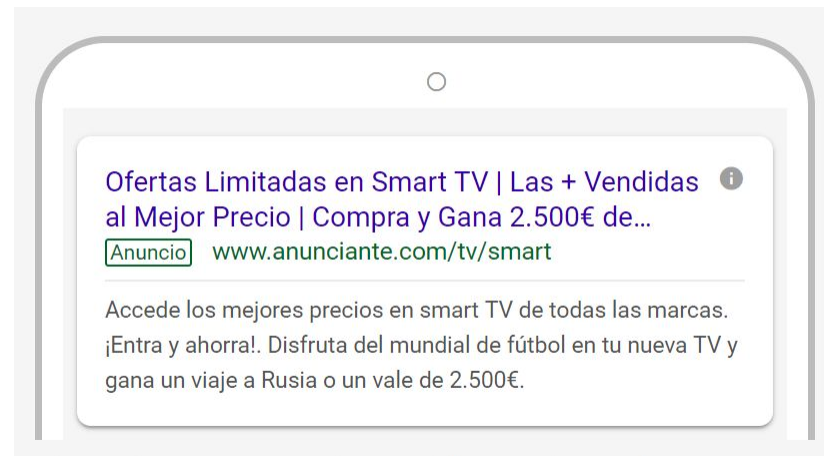 Ofertas Limitadas en Smart TV | Las + Vendidas
al Mejor Precio | Compra y Gana 2.500€ de...
Anuncio www.anunciante.com/tv/smart
Accede los mejores precios en smart TV de todas las marcas.
¡Entra y ahorra!. Disfruta del mundial de fútbol en tu nueva TV y
gana un viaje a Rusia o un vale de 2.500€.